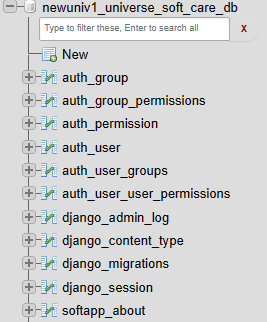 newuniv1_universe_soft_care_db
Type to filter these, Enter to search all X
New
auth_group
auth_group_permissions
auth_permission
auth_user
auth_user_groups
auth_user_user_permissions
django_admin_log
django_content_type
django_migrations
django_session
softapp_about